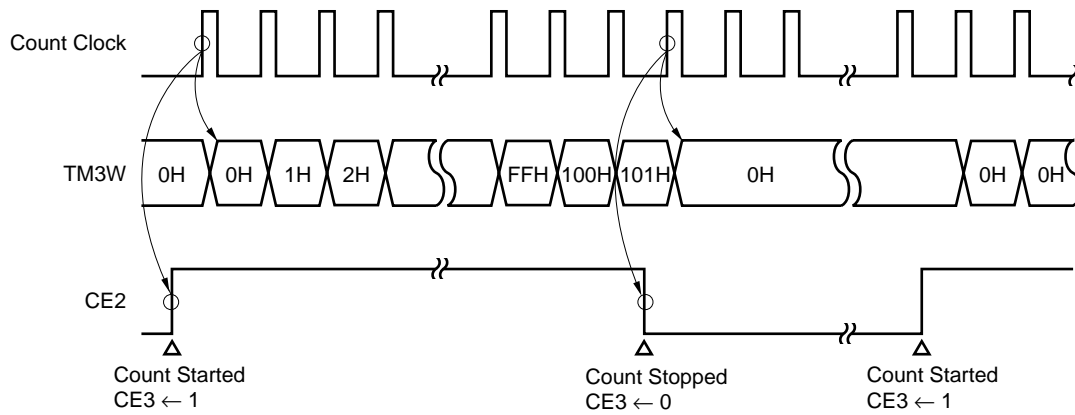 Count Clock
TM3W
0H
0H
1H
2H
FFH
100H
101H
0H
0H
0H
CE2
Count Started
CE3 ← 1
Count Stopped
CE3 ← 0
Count Started
CE3 ← 1